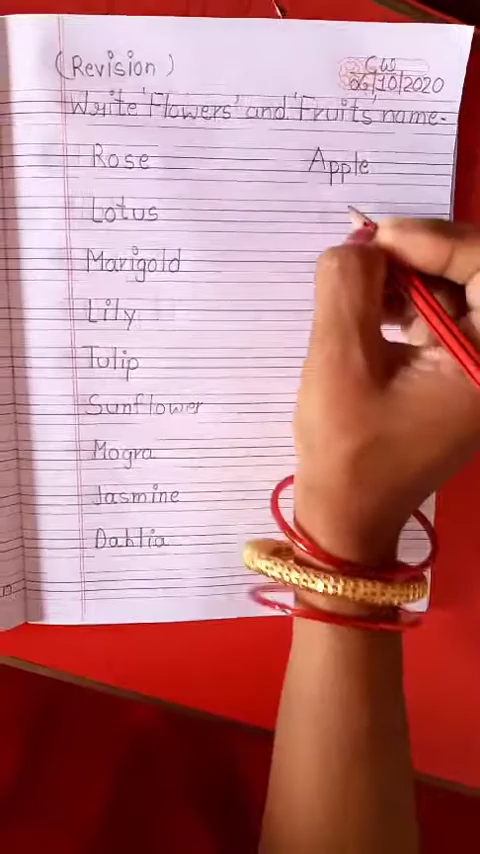 (Revision)
CW
06/10/2020
Write 'Flowers' and 'Fruits' name-
Rose
Apple
Lotus
Marigold
Lily
Tulip
Sunflower
Mogra
Jasmine
Dahlia